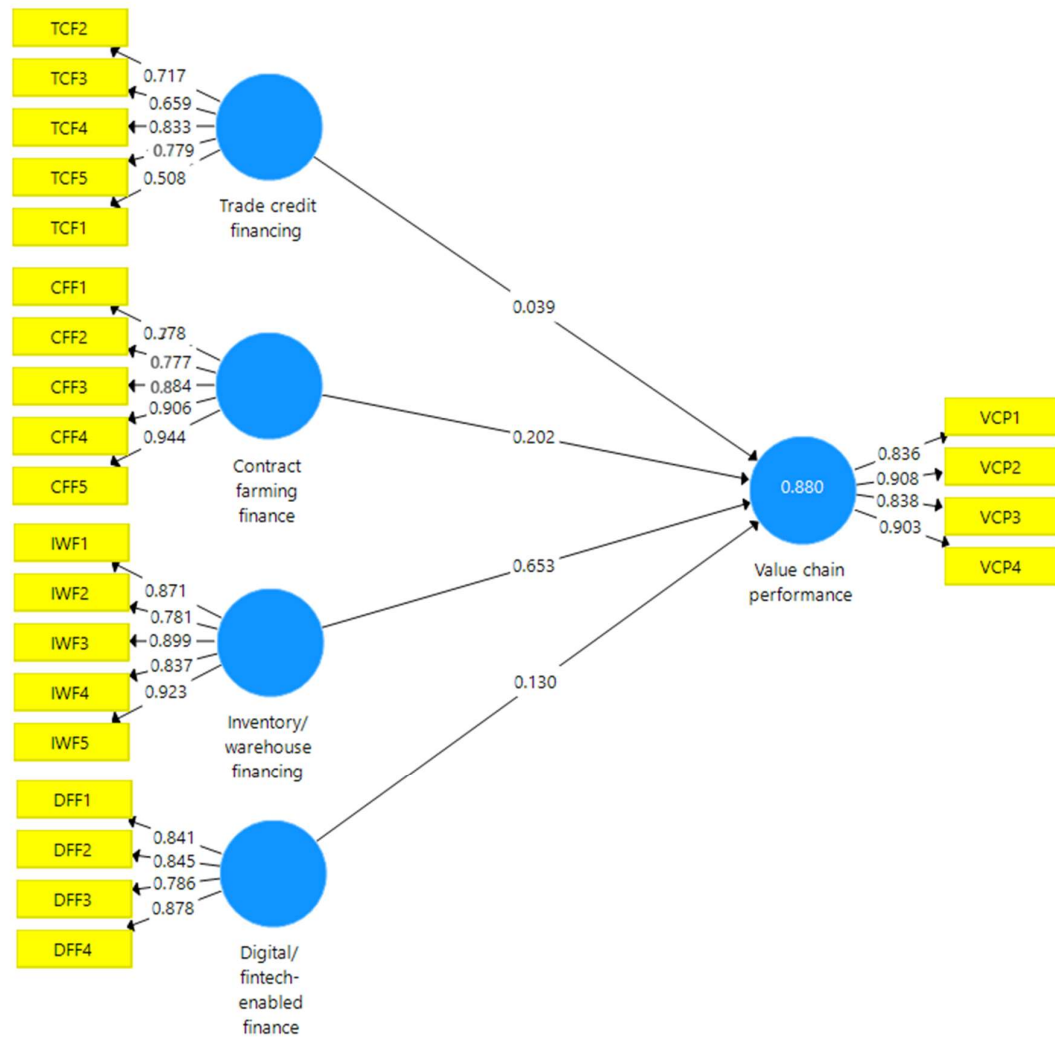 TCF2
TCF3
TCF4
TCF5
TCF1
0.717
0.659
0.833
0.779
0.508
Trade credit
financing
CFF1
CFF2
CFF3
CFF4
CFF5
0.778
0.777
0.884
0.906
0.944
Contract
farming
finance
IWF1
IWF2
IWF3
IWF4
IWF5
0.871
0.781
0.899
0.837
0.923
Inventory/
warehouse
financing
DFF1
DFF2
DFF3
DFF4
0.841
0.845
0.786
0.878
Digital/
fintech-
enabled
finance
0.039
0.202
0.653
0.130
0.880
Value chain
performance
0.836
0.908
0.838
0.903
VCP1
VCP2
VCP3
VCP4